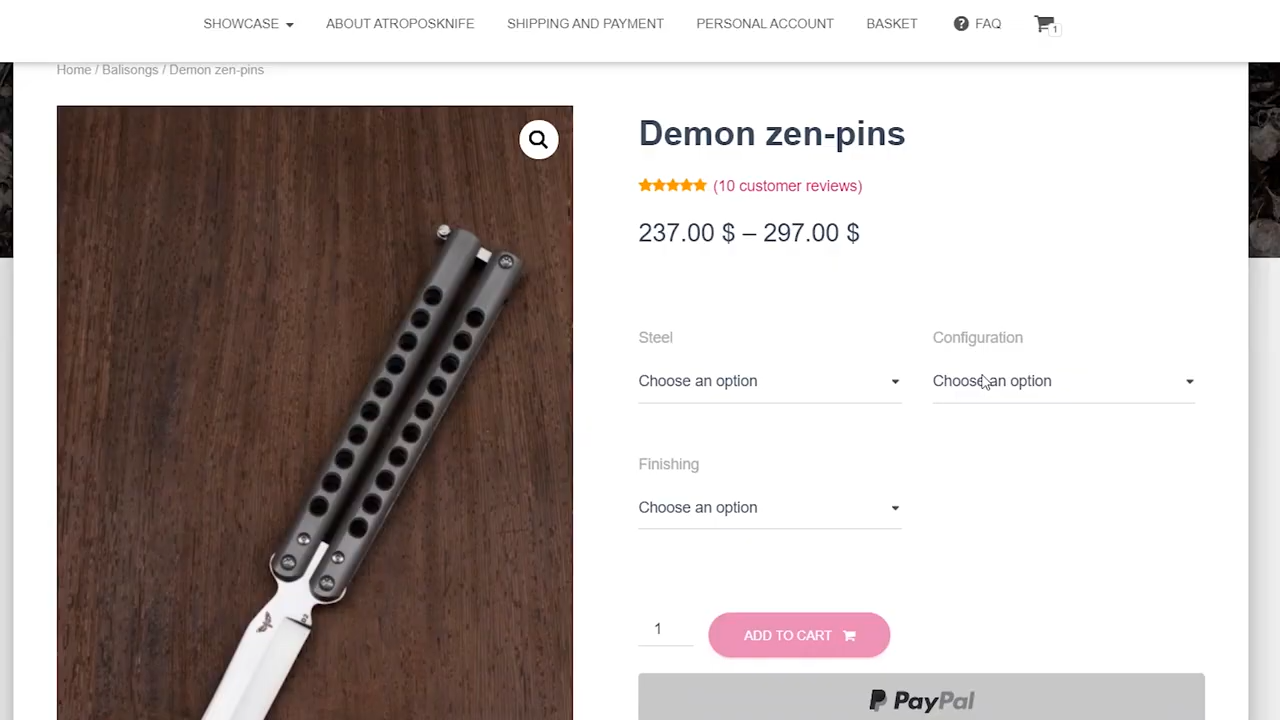 SHOWCASE ABOUT ATROPOSKNIFE SHIPPING AND PAYMENT PERSONAL ACCOUNT BASKET ? FAQ 1
Home / Balisongs / Demon zen-pins
Demon zen-pins
(10 customer reviews)
237.00 $ – 297.00 $
Steel Configuration
Choose an option Choose an option
Finishing
Choose an option
1 ADD TO CART
PayPal